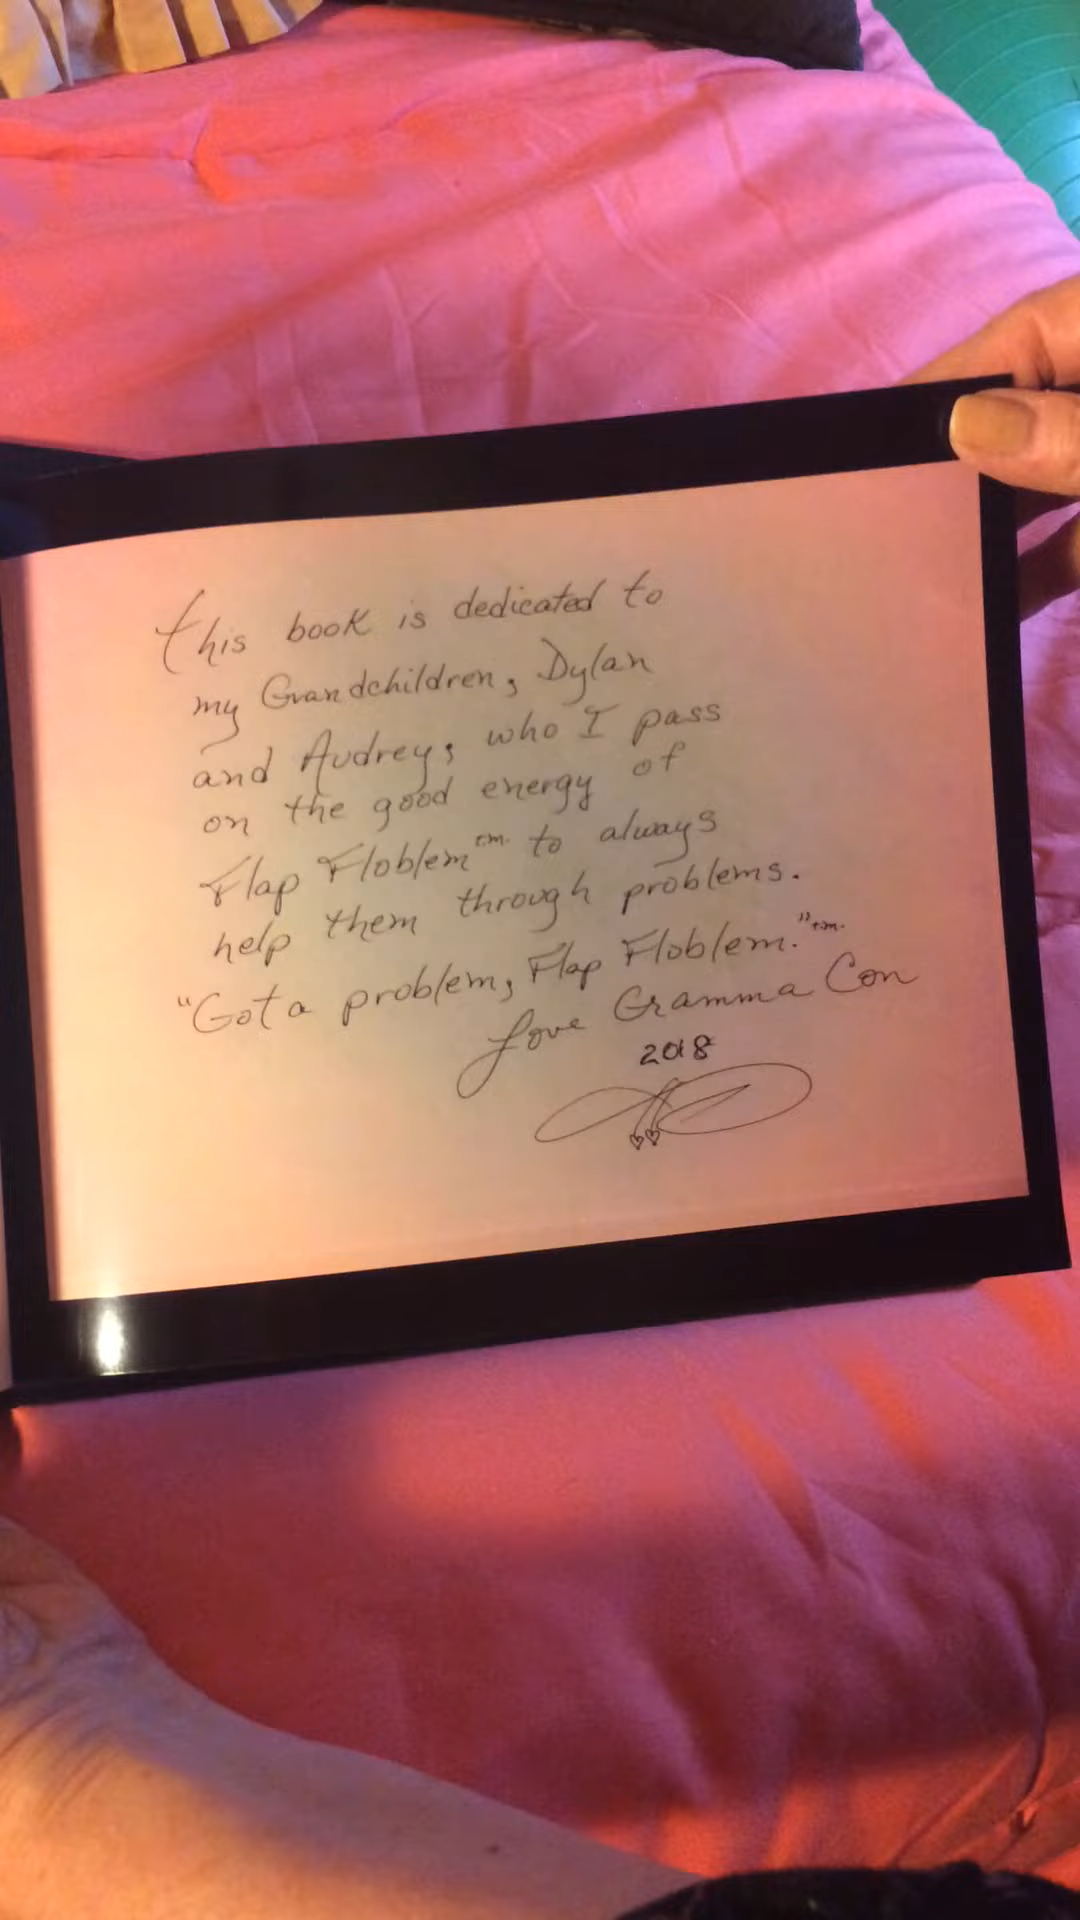 this book is dedicated to
my Grandchildren, Dylan
and Audrey, who I pass
on the good energy of
Flap Floblem™ to always
help them through problems.
"Got a problem, Flap Floblem."™
Love Gramma Con
2018